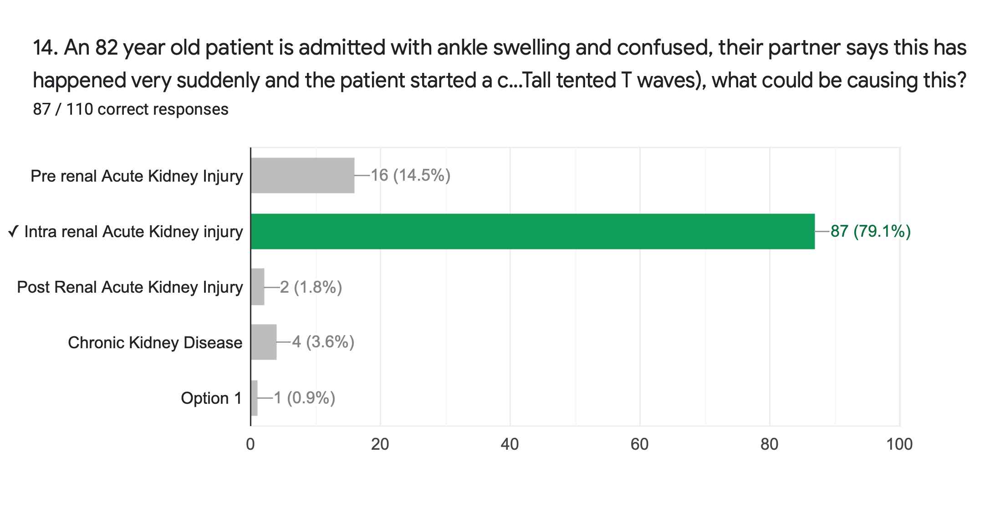 14. An 82 year old patient is admitted with ankle swelling and confused, their partner says this has
happened very suddenly and the patient started a c...Tall tented T waves), what could be causing this?
87 / 110 correct responses
Pre renal Acute Kidney Injury
16 (14.5%)
✓ Intra renal Acute Kidney injury
87 (79.1%)
Post Renal Acute Kidney Injury
2 (1.8%)
Chronic Kidney Disease
4 (3.6%)
Option 1
1 (0.9%)
0 20 40 60 80 100